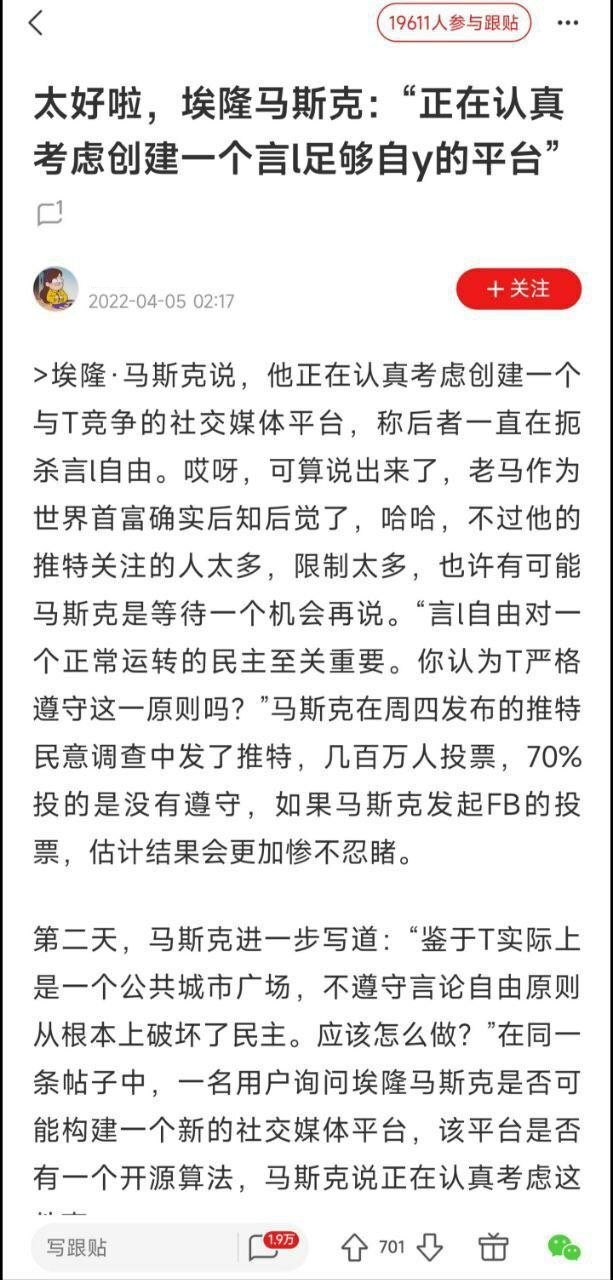 19611人参与跟贴
太好啦，埃隆马斯克：“正在认真
考虑创建一个言l足够自y的平台”
1
2022-04-05 02:17
+ 关注
>埃隆·马斯克说，他正在认真考虑创建一个
与T竞争的社交媒体平台，称后者一直在扼
杀言l自由。哎呀，可算说出来了，老马作为
世界首富确实后知后觉了，哈哈，不过他的
推特关注的人太多，限制太多，也许有可能
马斯克是等待一个机会再说。“言l自由对一
个正常运转的民主至关重要。你认为T严格
遵守这一原则吗？”马斯克在周四发布的推特
民意调查中发了推特，几百万人投票，70%
投的是没有遵守，如果马斯克发起FB的投
票，估计结果会更加惨不忍睹。
第二天，马斯克进一步写道：“鉴于T实际上
是一个公共城市广场，不遵守言论自由原则
从根本上破坏了民主。应该怎么做？”在同一
条帖子中，一名用户询问埃隆马斯克是否可
能构建一个新的社交媒体平台，该平台是否
有一个开源算法，马斯克说正在认真考虑这
写跟贴
1.9万
701